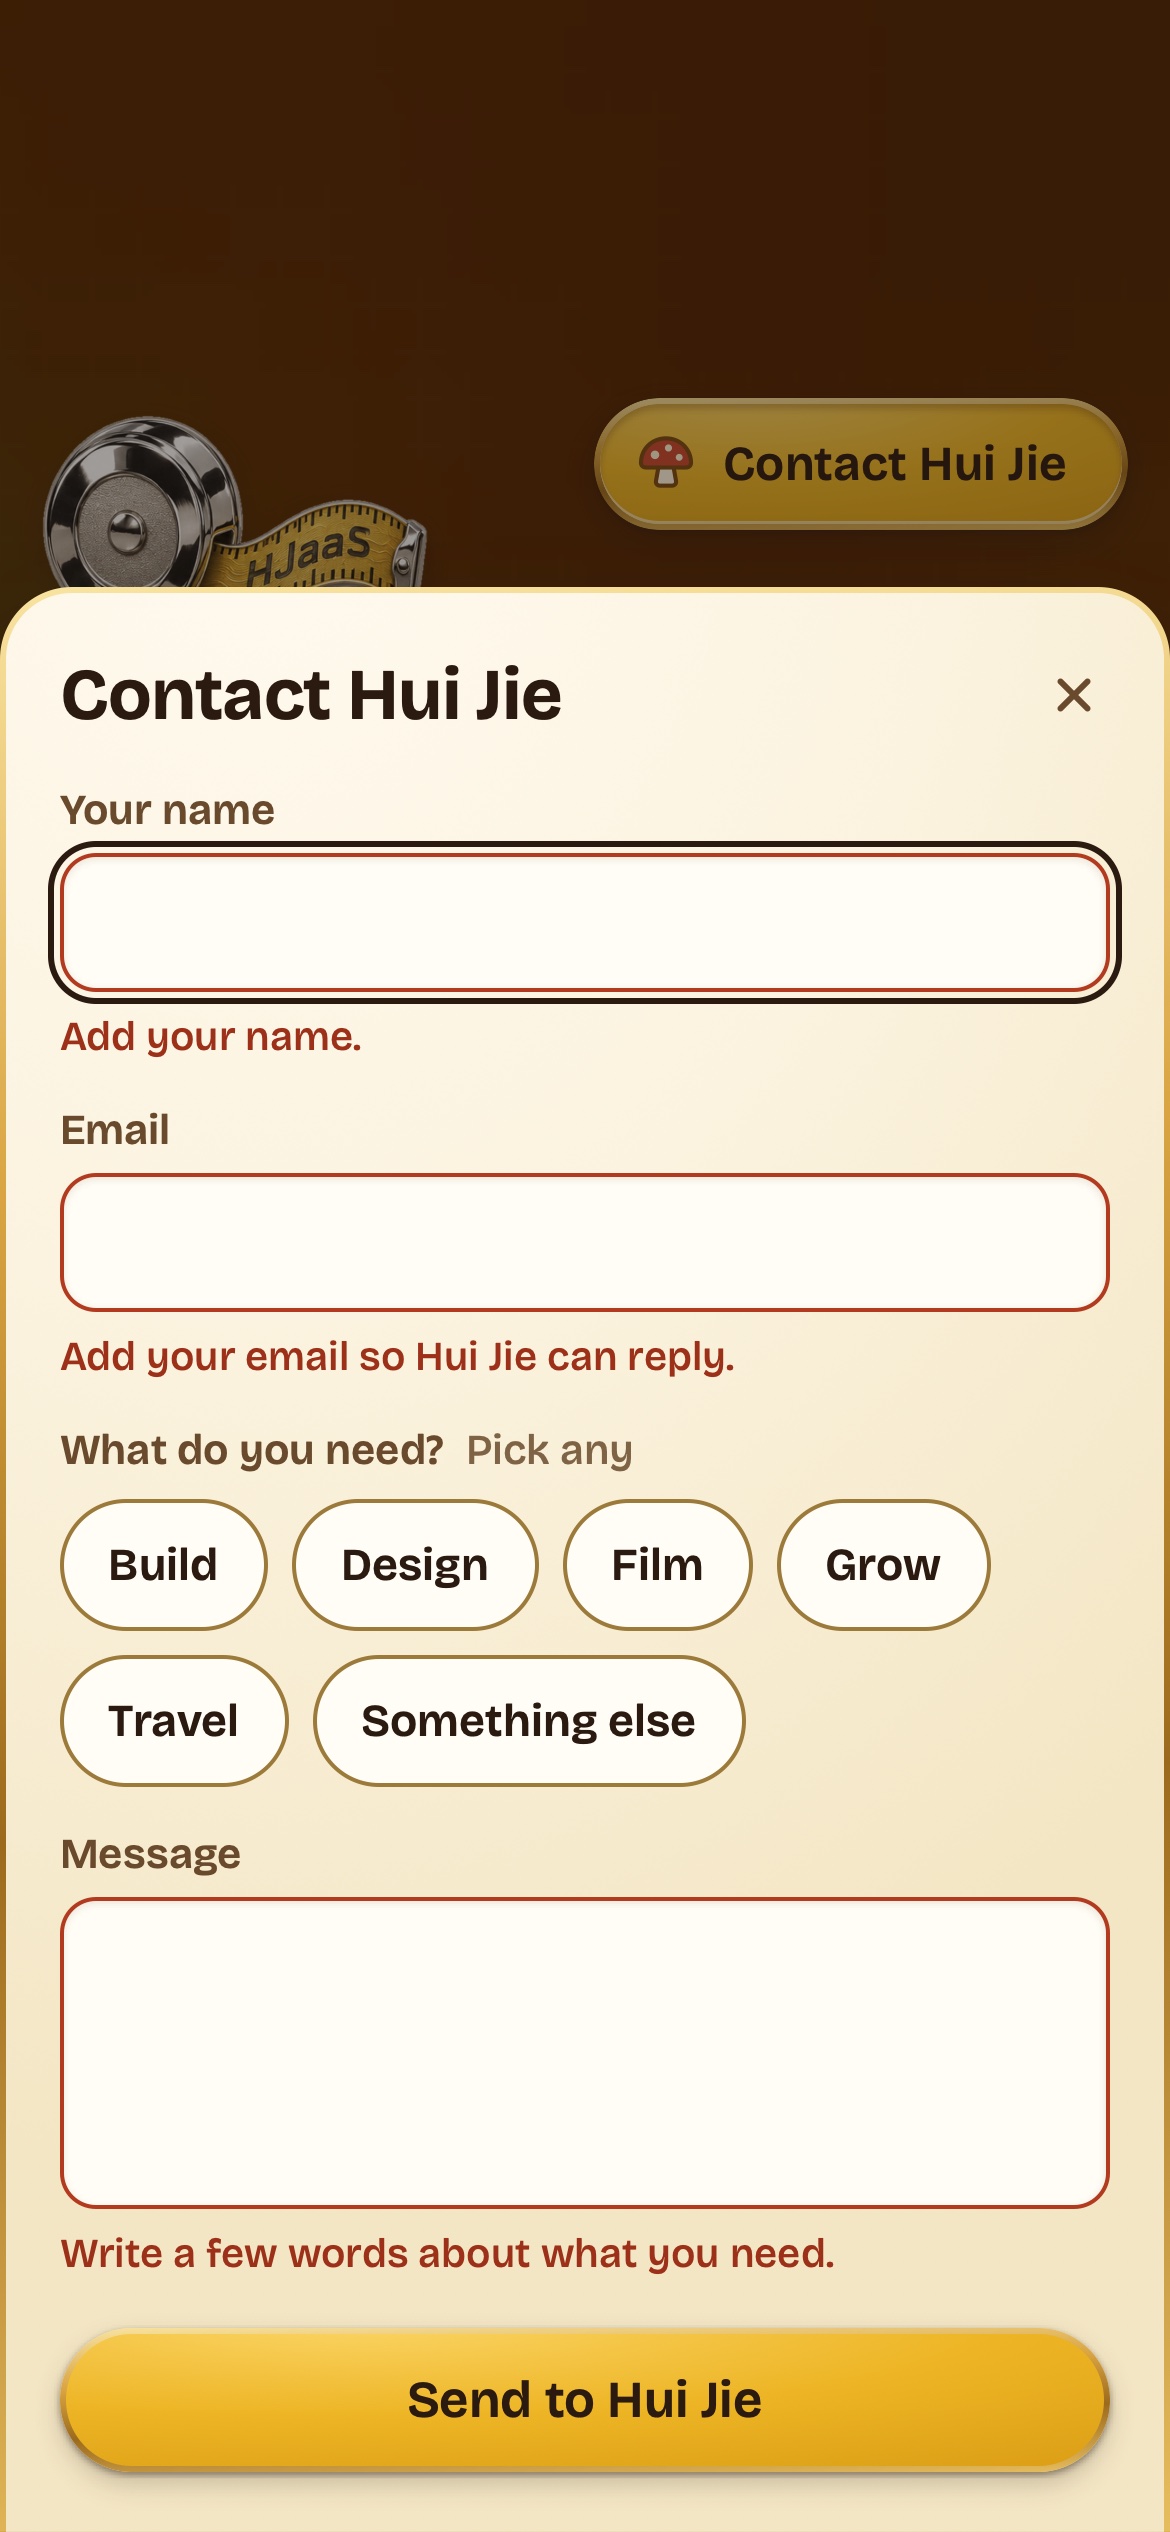 Contact Hui Jie
HJaaS
Contact Hui Jie
Your name
Add your name.
Email
Add your email so Hui Jie can reply.
What do you need? Pick any
Build Design Film Grow
Travel Something else
Message
Write a few words about what you need.
Send to Hui Jie